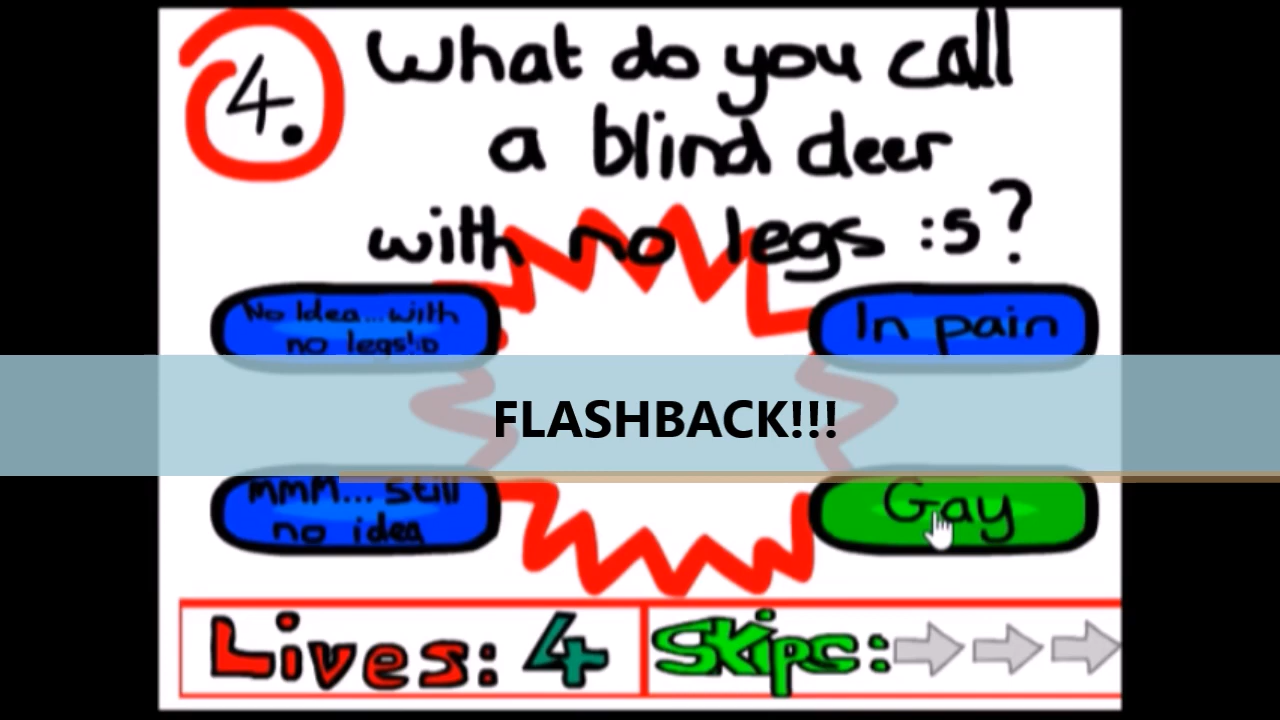 4.
What do you call
a blind deer
with no legs :s?
No Idea...with
no legs!:D
In pain
FLASHBACK!!!
MMM... Still
no idea
Gay
Lives: 4
Skips: